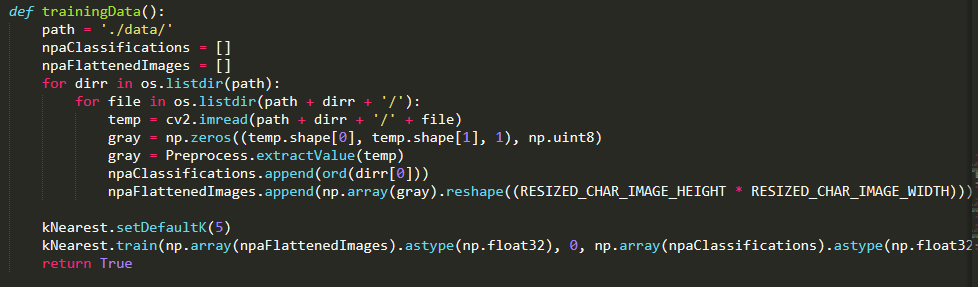 def trainingData():
    path = './data/'
    npaClassifications = []
    npaFlattenedImages = []
    for dirr in os.listdir(path):
        for file in os.listdir(path + dirr + '/'):
            temp = cv2.imread(path + dirr + '/' + file)
            gray = np.zeros((temp.shape[0], temp.shape[1], 1), np.uint8)
            gray = Preprocess.extractValue(temp)
            npaClassifications.append(ord(dirr[0]))
            npaFlattenedImages.append(np.array(gray).reshape((RESIZED_CHAR_IMAGE_HEIGHT * RESIZED_CHAR_IMAGE_WIDTH)))
    kNearest.setDefaultK(5)
    kNearest.train(np.array(npaFlattenedImages).astype(np.float32), 0, np.array(npaClassifications).astype(np.float32
    return True